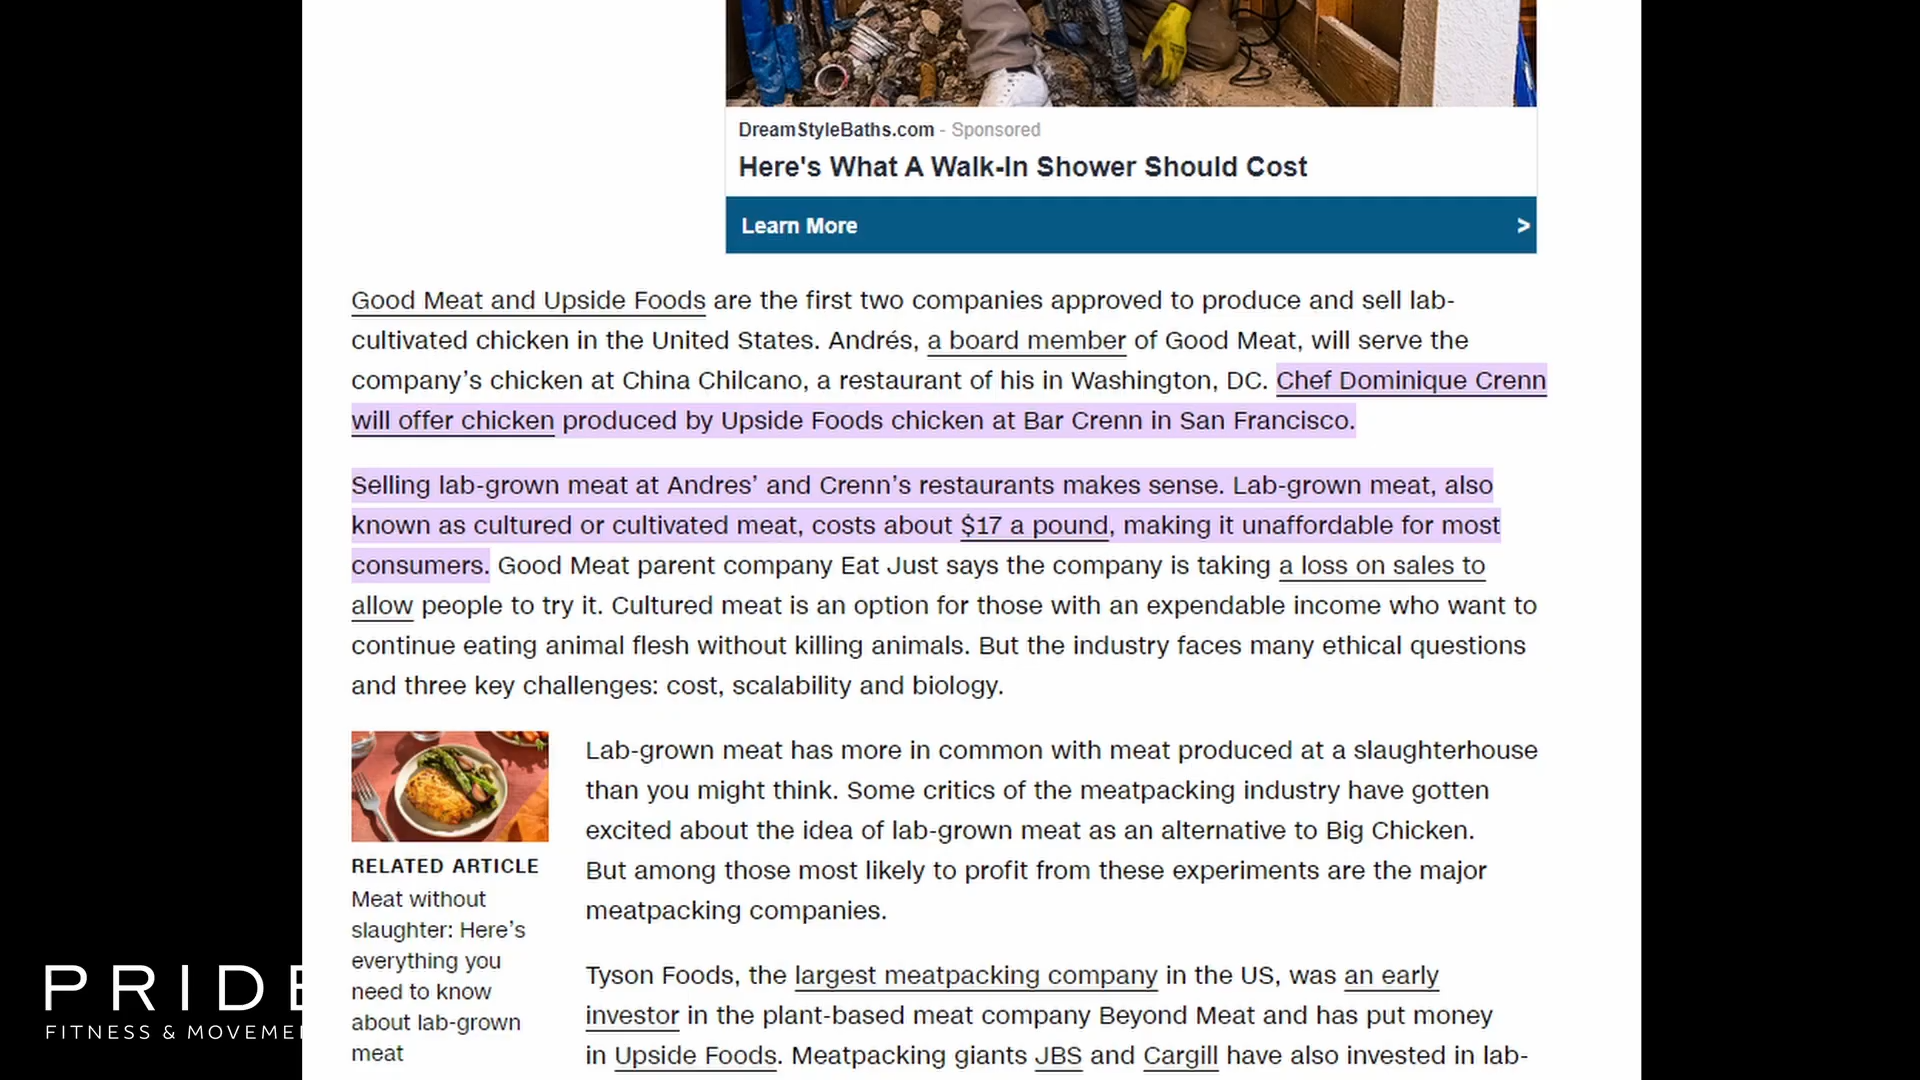 DreamStyleBaths.com - Sponsored
Here's What A Walk-In Shower Should Cost
Learn More >
Good Meat and Upside Foods are the first two companies approved to produce and sell lab-
cultivated chicken in the United States. Andrés, a board member of Good Meat, will serve the
company’s chicken at China Chilcano, a restaurant of his in Washington, DC. Chef Dominique Crenn
will offer chicken produced by Upside Foods chicken at Bar Crenn in San Francisco.
Selling lab-grown meat at Andres’ and Crenn’s restaurants makes sense. Lab-grown meat, also
known as cultured or cultivated meat, costs about $17 a pound, making it unaffordable for most
consumers. Good Meat parent company Eat Just says the company is taking a loss on sales to
allow people to try it. Cultured meat is an option for those with an expendable income who want to
continue eating animal flesh without killing animals. But the industry faces many ethical questions
and three key challenges: cost, scalability and biology.
RELATED ARTICLE
Meat without
slaughter: Here’s
everything you
need to know
about lab-grown
meat
Lab-grown meat has more in common with meat produced at a slaughterhouse
than you might think. Some critics of the meatpacking industry have gotten
excited about the idea of lab-grown meat as an alternative to Big Chicken.
But among those most likely to profit from these experiments are the major
meatpacking companies.
Tyson Foods, the largest meatpacking company in the US, was an early
investor in the plant-based meat company Beyond Meat and has put money
in Upside Foods. Meatpacking giants JBS and Cargill have also invested in lab-
PRIDE
FITNESS & MOVEME